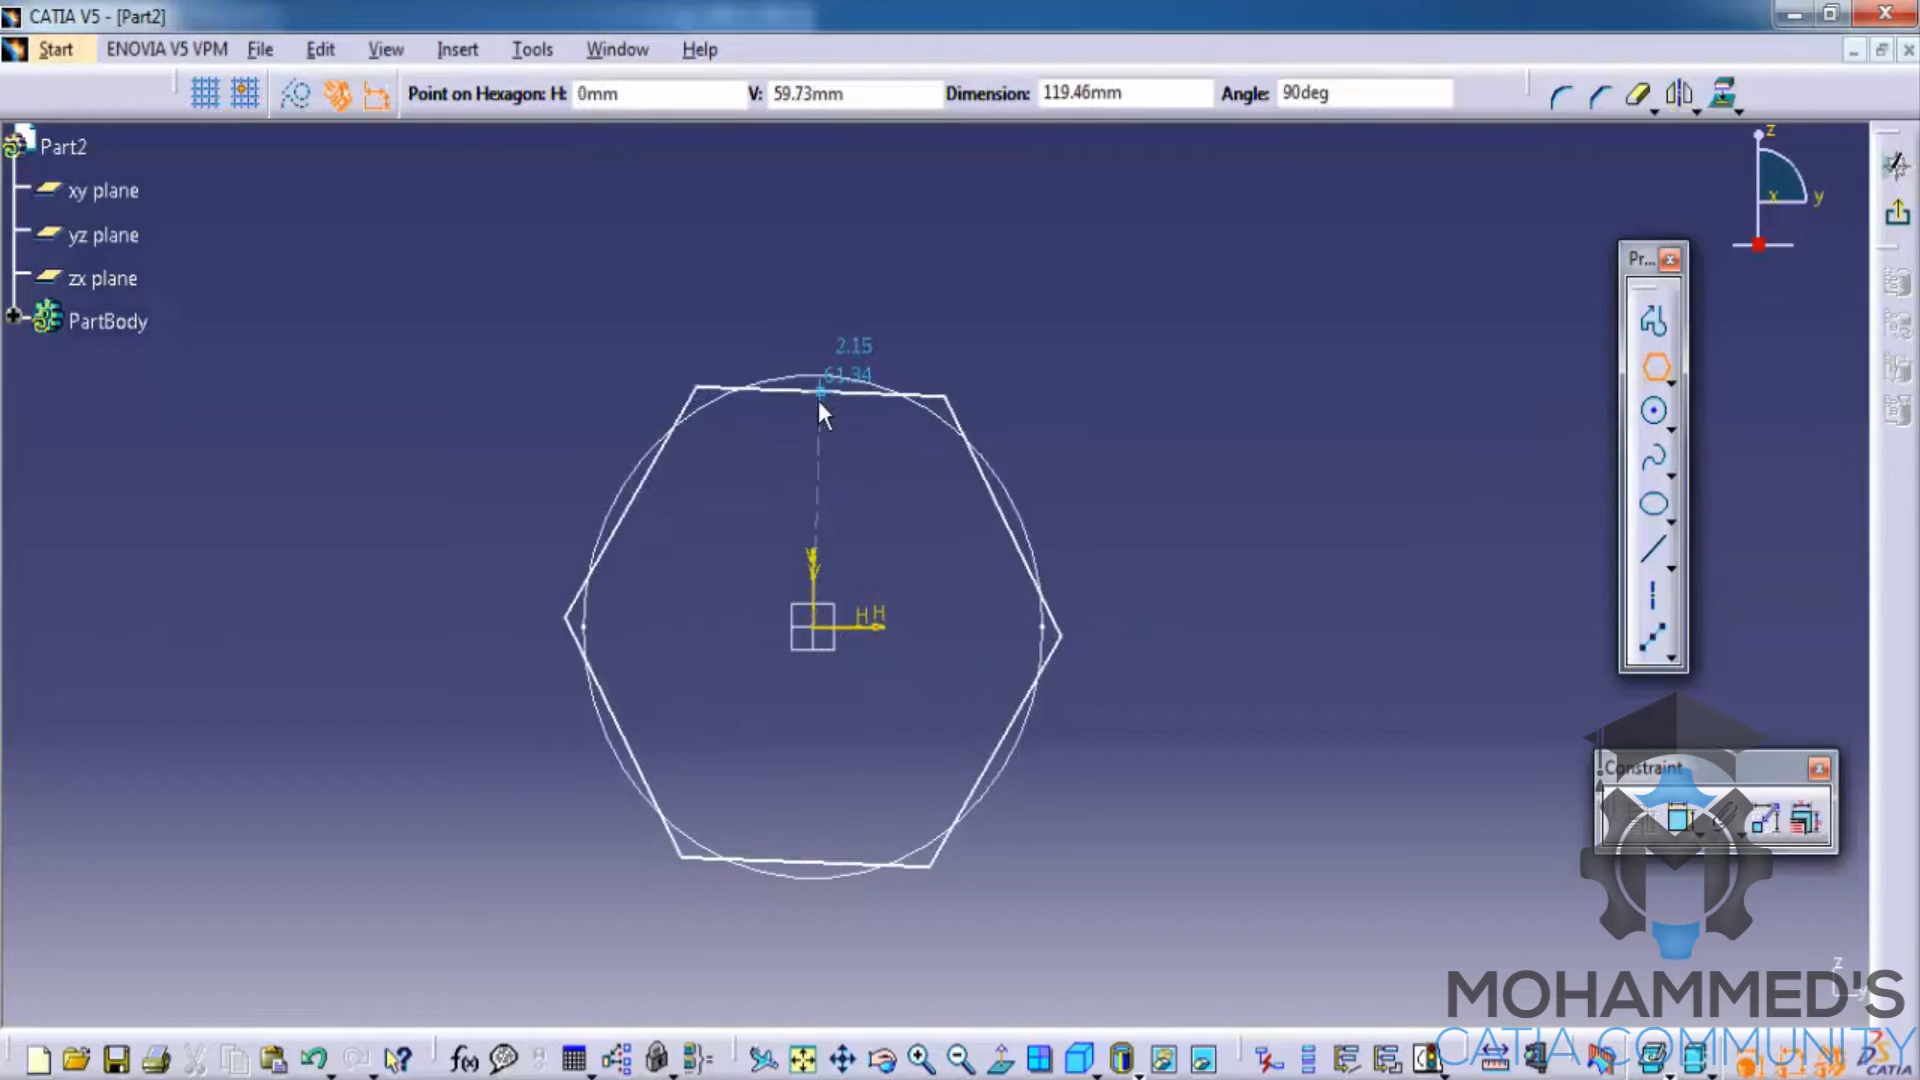 CATIA V5 - [Part2]
Start ENOVIA V5 VPM File Edit View Insert Tools Window Help
Point on Hexagon: H: 0mm V: 59.73mm Dimension: 119.46mm Angle: 90deg
Part2
xy plane
yz plane
zx plane
PartBody
z
x
y
Pr...
2.15
61.34
V
H H
Constraint
z
y
MOHAMMED'S
CATIA COMMUNITY
f(x)
CATIA